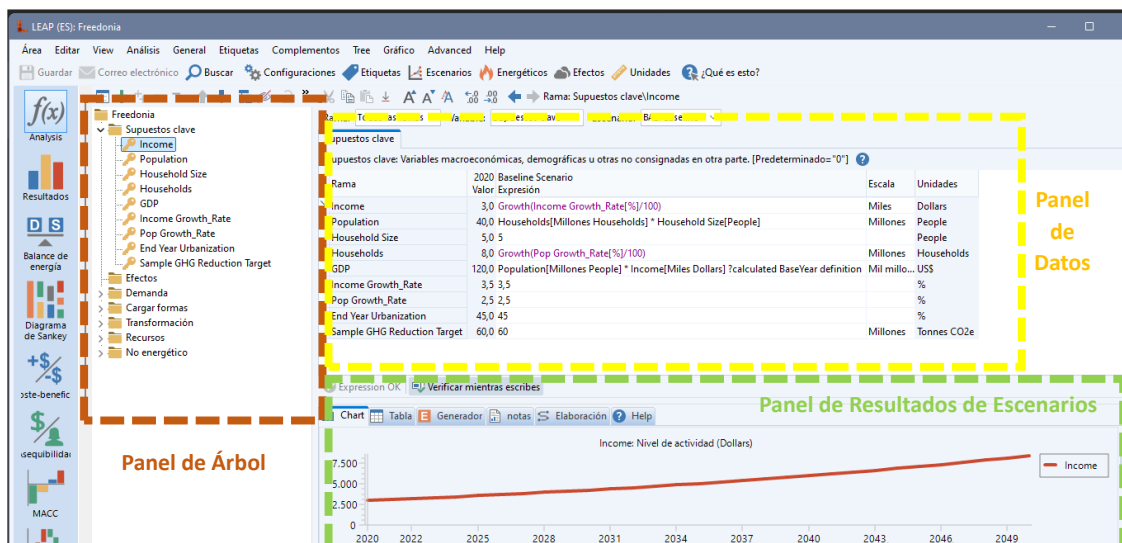 LEAP (ES): Freedonia
Área Editar View Análisis General Etiquetas Complementos Tree Gráfico Advanced Help
Guardar Correo electrónico Buscar Configuraciones Etiquetas Escenarios Energéticos Efectos Unidades ¿Qué es esto?
Rama: Supuestos clave\Income
Analysis
Resultados
D S
Balance de
energía
Diagrama
de Sankey
MACC
Freedonia
Supuestos clave
Income
Population
Household Size
Households
GDP
Income Growth_Rate
Pop Growth_Rate
End Year Urbanization
Sample GHG Reduction Target
Efectos
Demanda
Cargar formas
Transformación
Recursos
No energético
Panel de Árbol
upuestos clave
upuestos clave: Variables macroeconómicas, demográficas u otras no consignadas en otra parte. [Predeterminado="0"]
Rama 2020 Valor Baseline Scenario Expresión Escala Unidades
Income 3,0 Growth(Income Growth_Rate[%]/100) Miles Dollars
Population 40,0 Households[Millones Households] * Household Size[People] Millones People
Household Size 5,0 5 People
Households 8,0 Growth(Pop Growth_Rate[%]/100) Millones Households
GDP 120,0 Population[Millones People] * Income[Miles Dollars] ?calculated BaseYear definition Mil millo... US$
Income Growth_Rate 3,5 3,5 %
Pop Growth_Rate 2,5 2,5 %
End Year Urbanization 45,0 45 %
Sample GHG Reduction Target 60,0 60 Millones Tonnes CO2e
Panel
de
Datos
Expression OK Verificar mientras escribes
Chart Tabla Generador notas Elaboración Help
Panel de Resultados de Escenarios
Income: Nivel de actividad (Dollars)
7.500
5.000
2.500
0
2020 2022 2025 2028 2031 2034 2037 2040 2043 2046 2049
Income